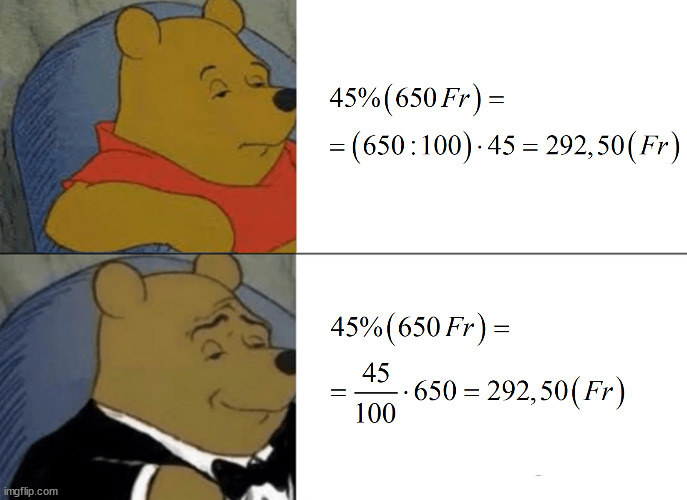 45%(650 Fr) =
= (650 : 100) · 45 = 292,50(Fr)
45%(650 Fr) =
= 45/100 · 650 = 292,50(Fr)
imgflip.com